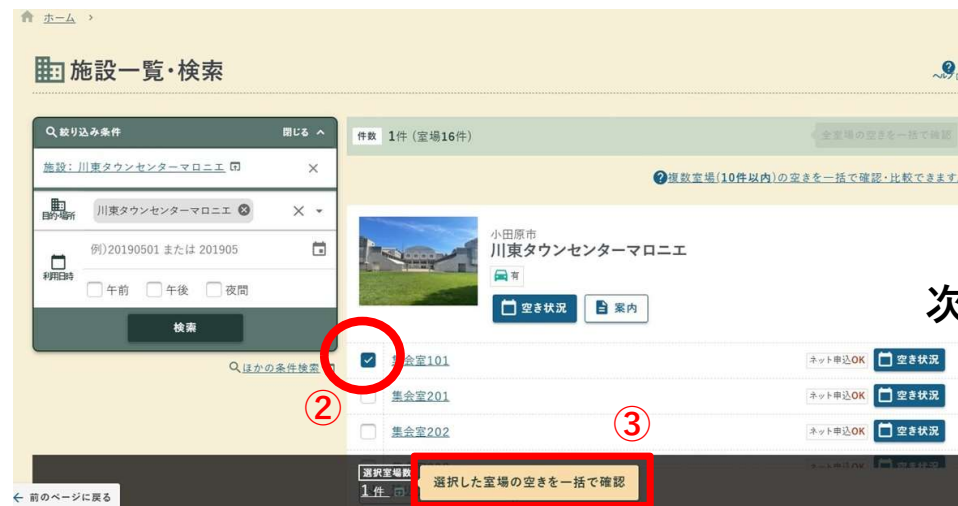 ホーム ›
施設一覧・検索
ヘルプ
絞り込み条件 閉じる
施設: 川東タウンセンターマロニエ
目的・場所 川東タウンセンターマロニエ
利用日時 例)20190501 または 201905
午前 午後 夜間
検索
ほかの条件検索
②
件数 1件 (室場16件)
全室場の空きを一括で確認
?複数室場(10件以内)の空きを一括で確認・比較できます。
小田原市
川東タウンセンターマロニエ
有
空き状況 案内
次
集会室101 ネット申込OK 空き状況
集会室201 ネット申込OK 空き状況
集会室202 ネット申込OK 空き状況
③
選択室場数
1件
選択した室場の空きを一括で確認
← 前のページに戻る